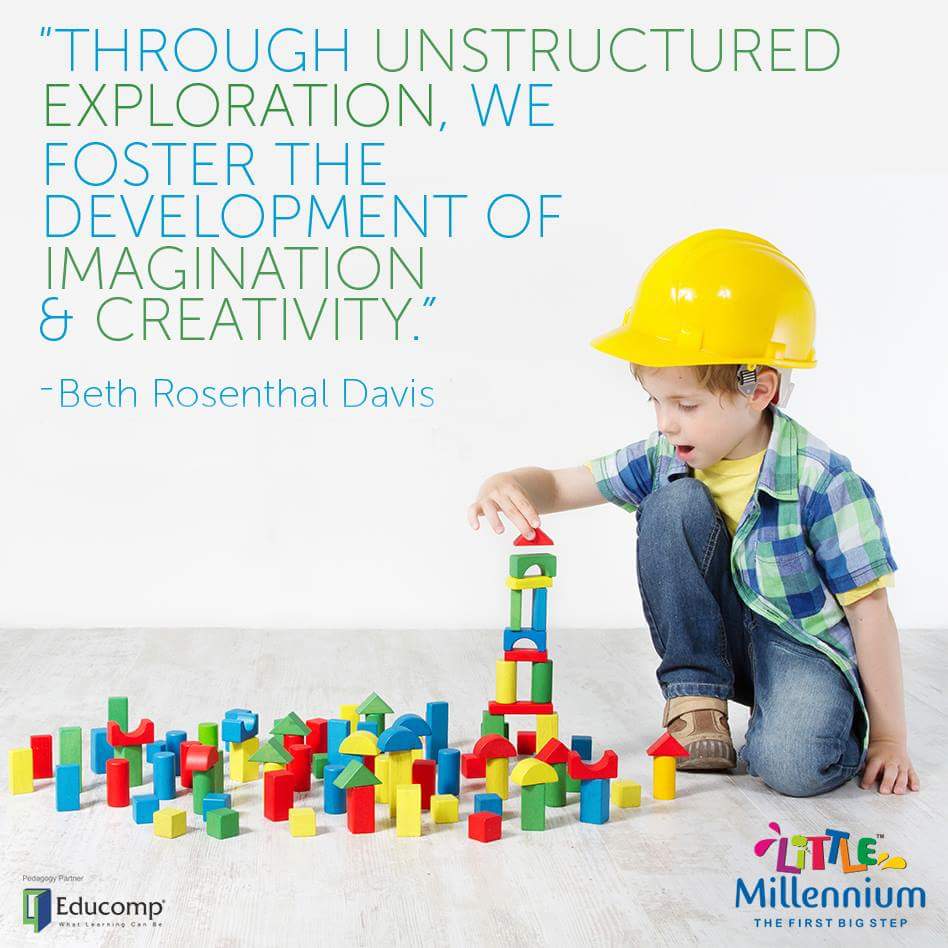 "THROUGH UNSTRUCTURED
EXPLORATION, WE
FOSTER THE
DEVELOPMENT OF
IMAGINATION
& CREATIVITY."
-Beth Rosenthal Davis
Pedagogy Partner
Educomp®
What Learning Can Be
LiTTLE™
Millennium
THE FIRST BIG STEP